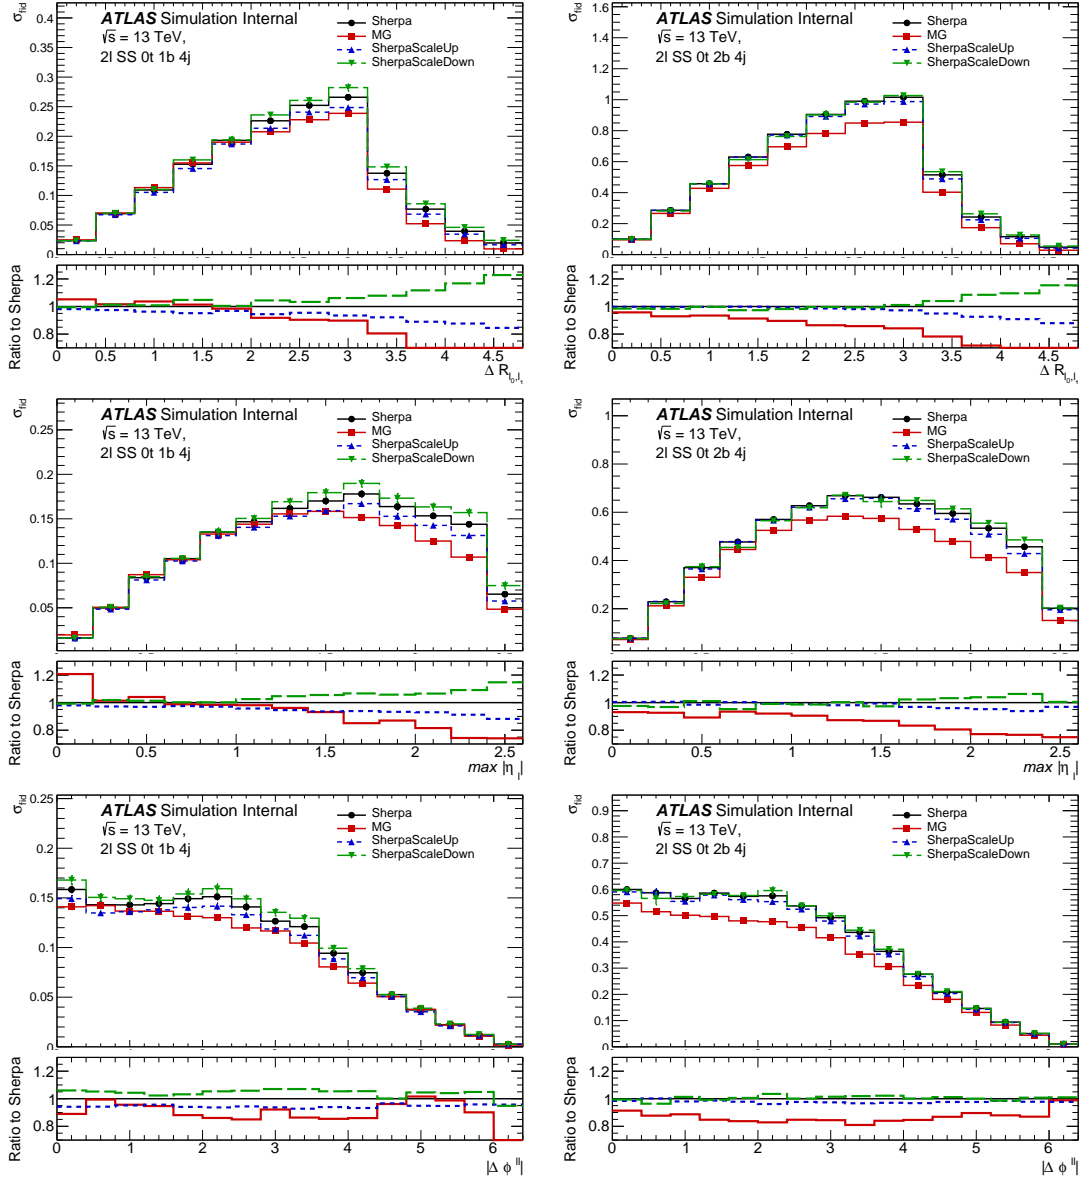 σfid
0.4
0.35
0.3
0.25
0.2
0.15
0.1
0.05
0
ATLAS Simulation Internal
√s = 13 TeV,
2l SS 0t 1b 4j
Sherpa
MG
SherpaScaleUp
SherpaScaleDown
Ratio to Sherpa
1.2
1
0.8
0 0.5 1 1.5 2 2.5 3 3.5 4 4.5
Δ R l0,l1
σfid
1.6
1.4
1.2
1
0.8
0.6
0.4
0.2
0
ATLAS Simulation Internal
√s = 13 TeV,
2l SS 0t 2b 4j
Sherpa
MG
SherpaScaleUp
SherpaScaleDown
Ratio to Sherpa
1.2
1
0.8
0 0.5 1 1.5 2 2.5 3 3.5 4 4.5
Δ R l0,l1
σfid
0.25
0.2
0.15
0.1
0.05
ATLAS Simulation Internal
√s = 13 TeV,
2l SS 0t 1b 4j
Sherpa
MG
SherpaScaleUp
SherpaScaleDown
Ratio to Sherpa
1.2
1
0.8
0 0.5 1 1.5 2 2.5
max |η l|
σfid
1
0.8
0.6
0.4
0.2
ATLAS Simulation Internal
√s = 13 TeV,
2l SS 0t 2b 4j
Sherpa
MG
SherpaScaleUp
SherpaScaleDown
Ratio to Sherpa
1.2
1
0.8
0 0.5 1 1.5 2 2.5
max |η l|
σfid
0.25
0.2
0.15
0.1
0.05
0
ATLAS Simulation Internal
√s = 13 TeV,
2l SS 0t 1b 4j
Sherpa
MG
SherpaScaleUp
SherpaScaleDown
Ratio to Sherpa
1.2
1
0.8
0 1 2 3 4 5 6
|Δ φ ll|
σfid
0.9
0.8
0.7
0.6
0.5
0.4
0.3
0.2
0.1
0
ATLAS Simulation Internal
√s = 13 TeV,
2l SS 0t 2b 4j
Sherpa
MG
SherpaScaleUp
SherpaScaleDown
Ratio to Sherpa
1.2
1
0.8
0 1 2 3 4 5 6
|Δ φ ll|